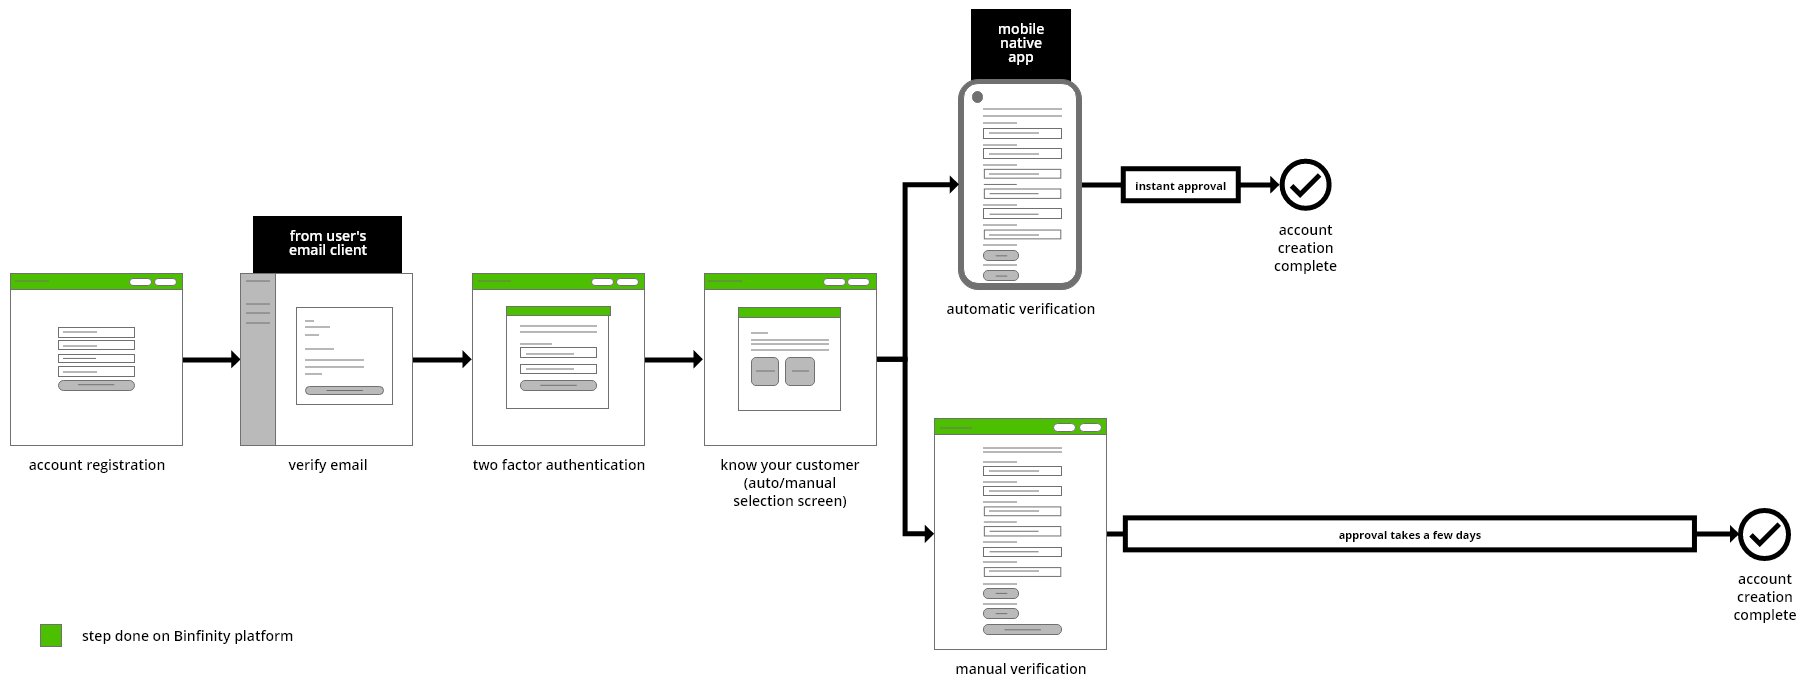 mobile
native
app
instant approval
account
creation
complete
automatic verification
from user's
email client
account registration
verify email
two factor authentication
know your customer
(auto/manual
selection screen)
approval takes a few days
account
creation
complete
manual verification
step done on Binfinity platform